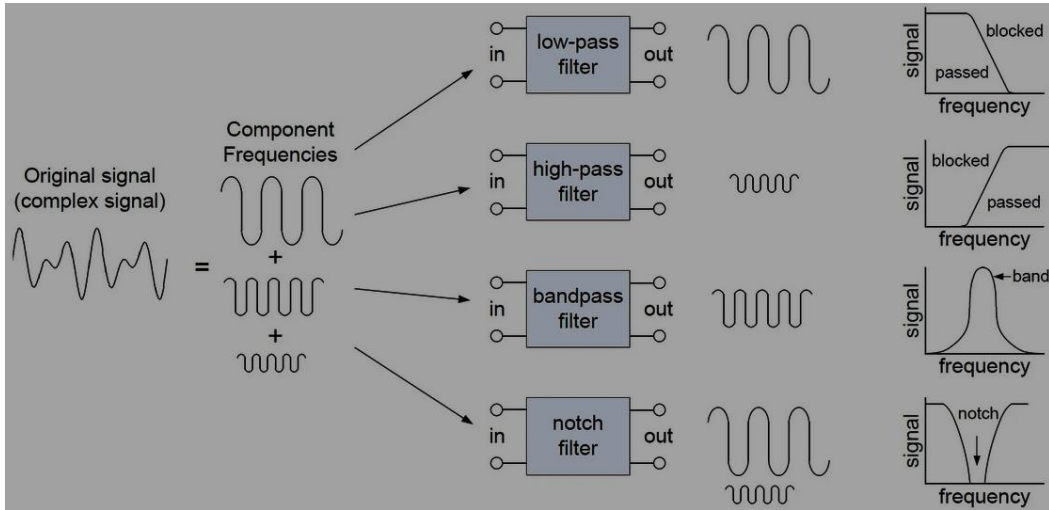 Original signal
(complex signal)
=
Component
Frequencies
+
+
in
low-pass
filter
out
signal
blocked
passed
frequency
in
high-pass
filter
out
signal
blocked
passed
frequency
in
bandpass
filter
out
signal
band
frequency
in
notch
filter
out
signal
notch
frequency